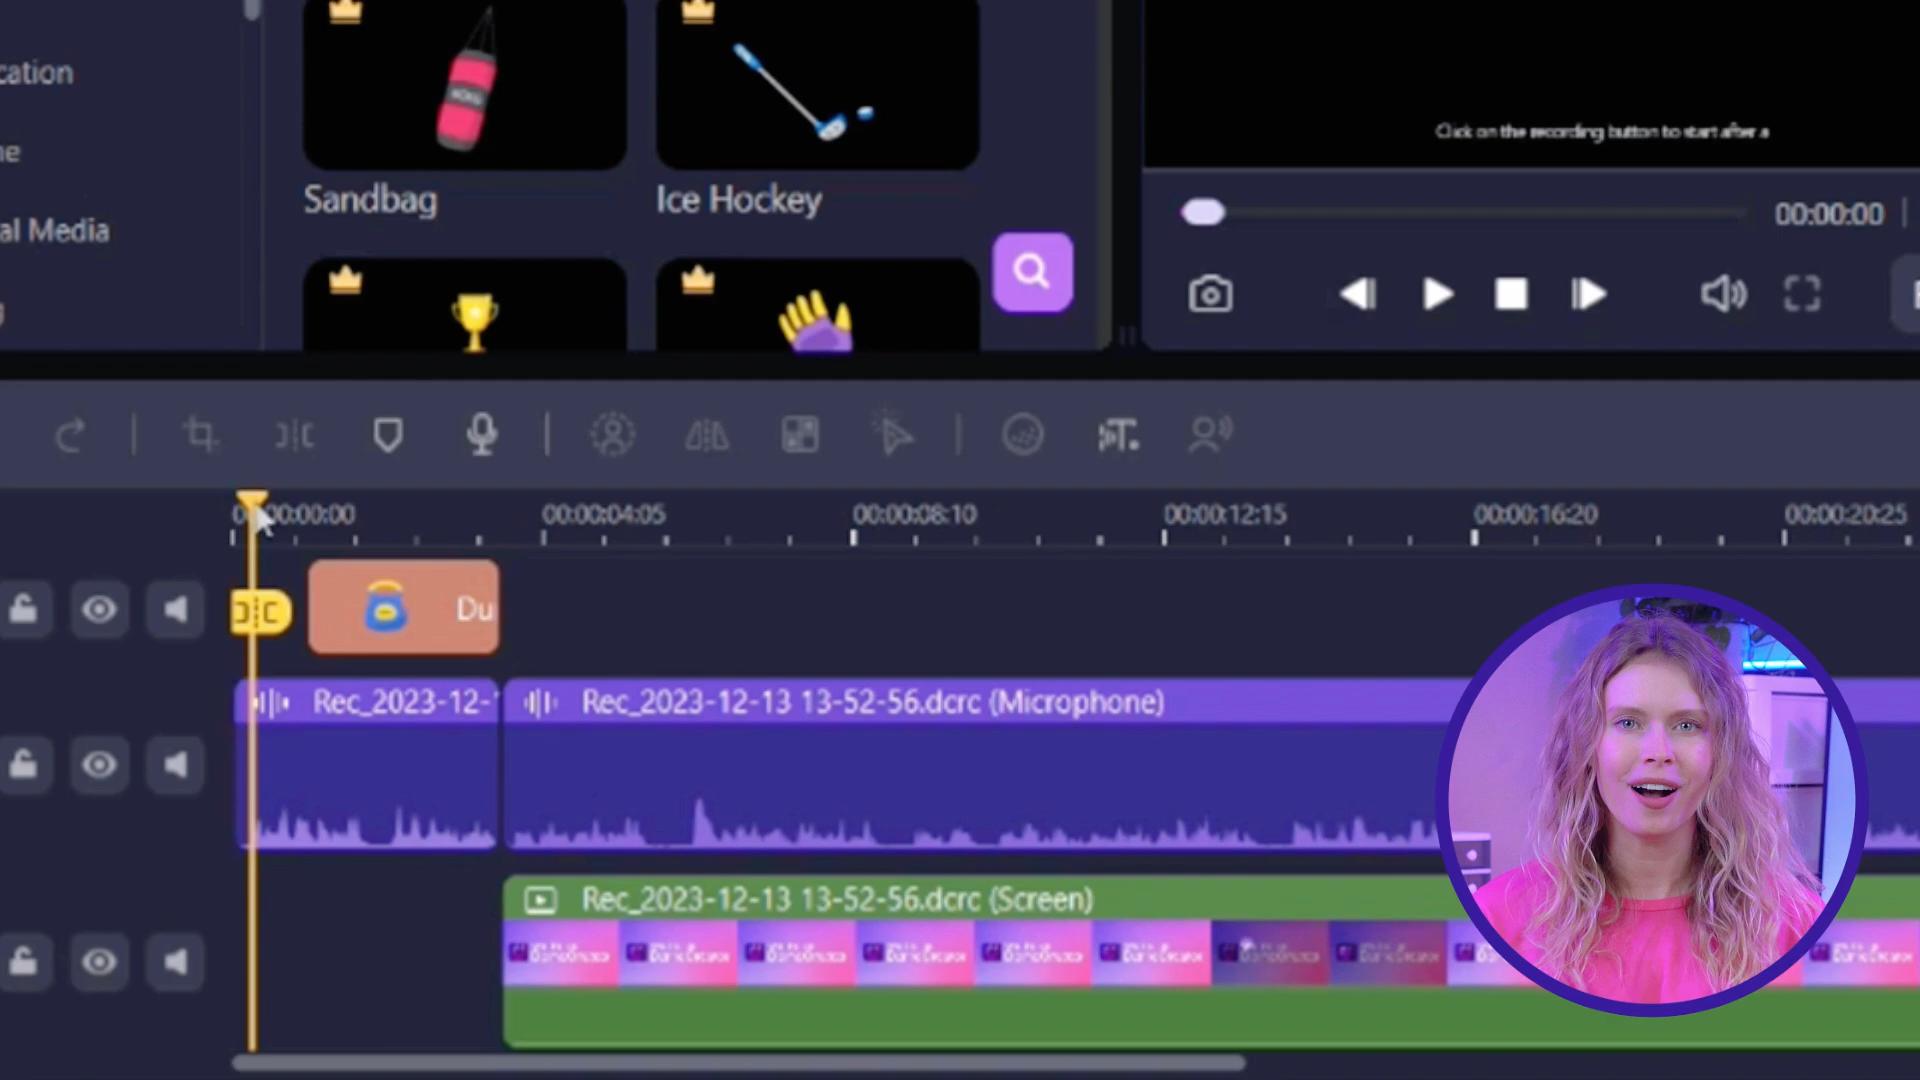 cation
ne
al Media
Sandbag
Ice Hockey
Click on the recording button to start after a
00:00:00
00:00:04:05
00:00:08:10
00:00:12:15
00:00:16:20
00:00:20:25
Du
Rec_2023-12-
Rec_2023-12-13 13-52-56.dcrc (Microphone)
Rec_2023-12-13 13-52-56.dcrc (Screen)